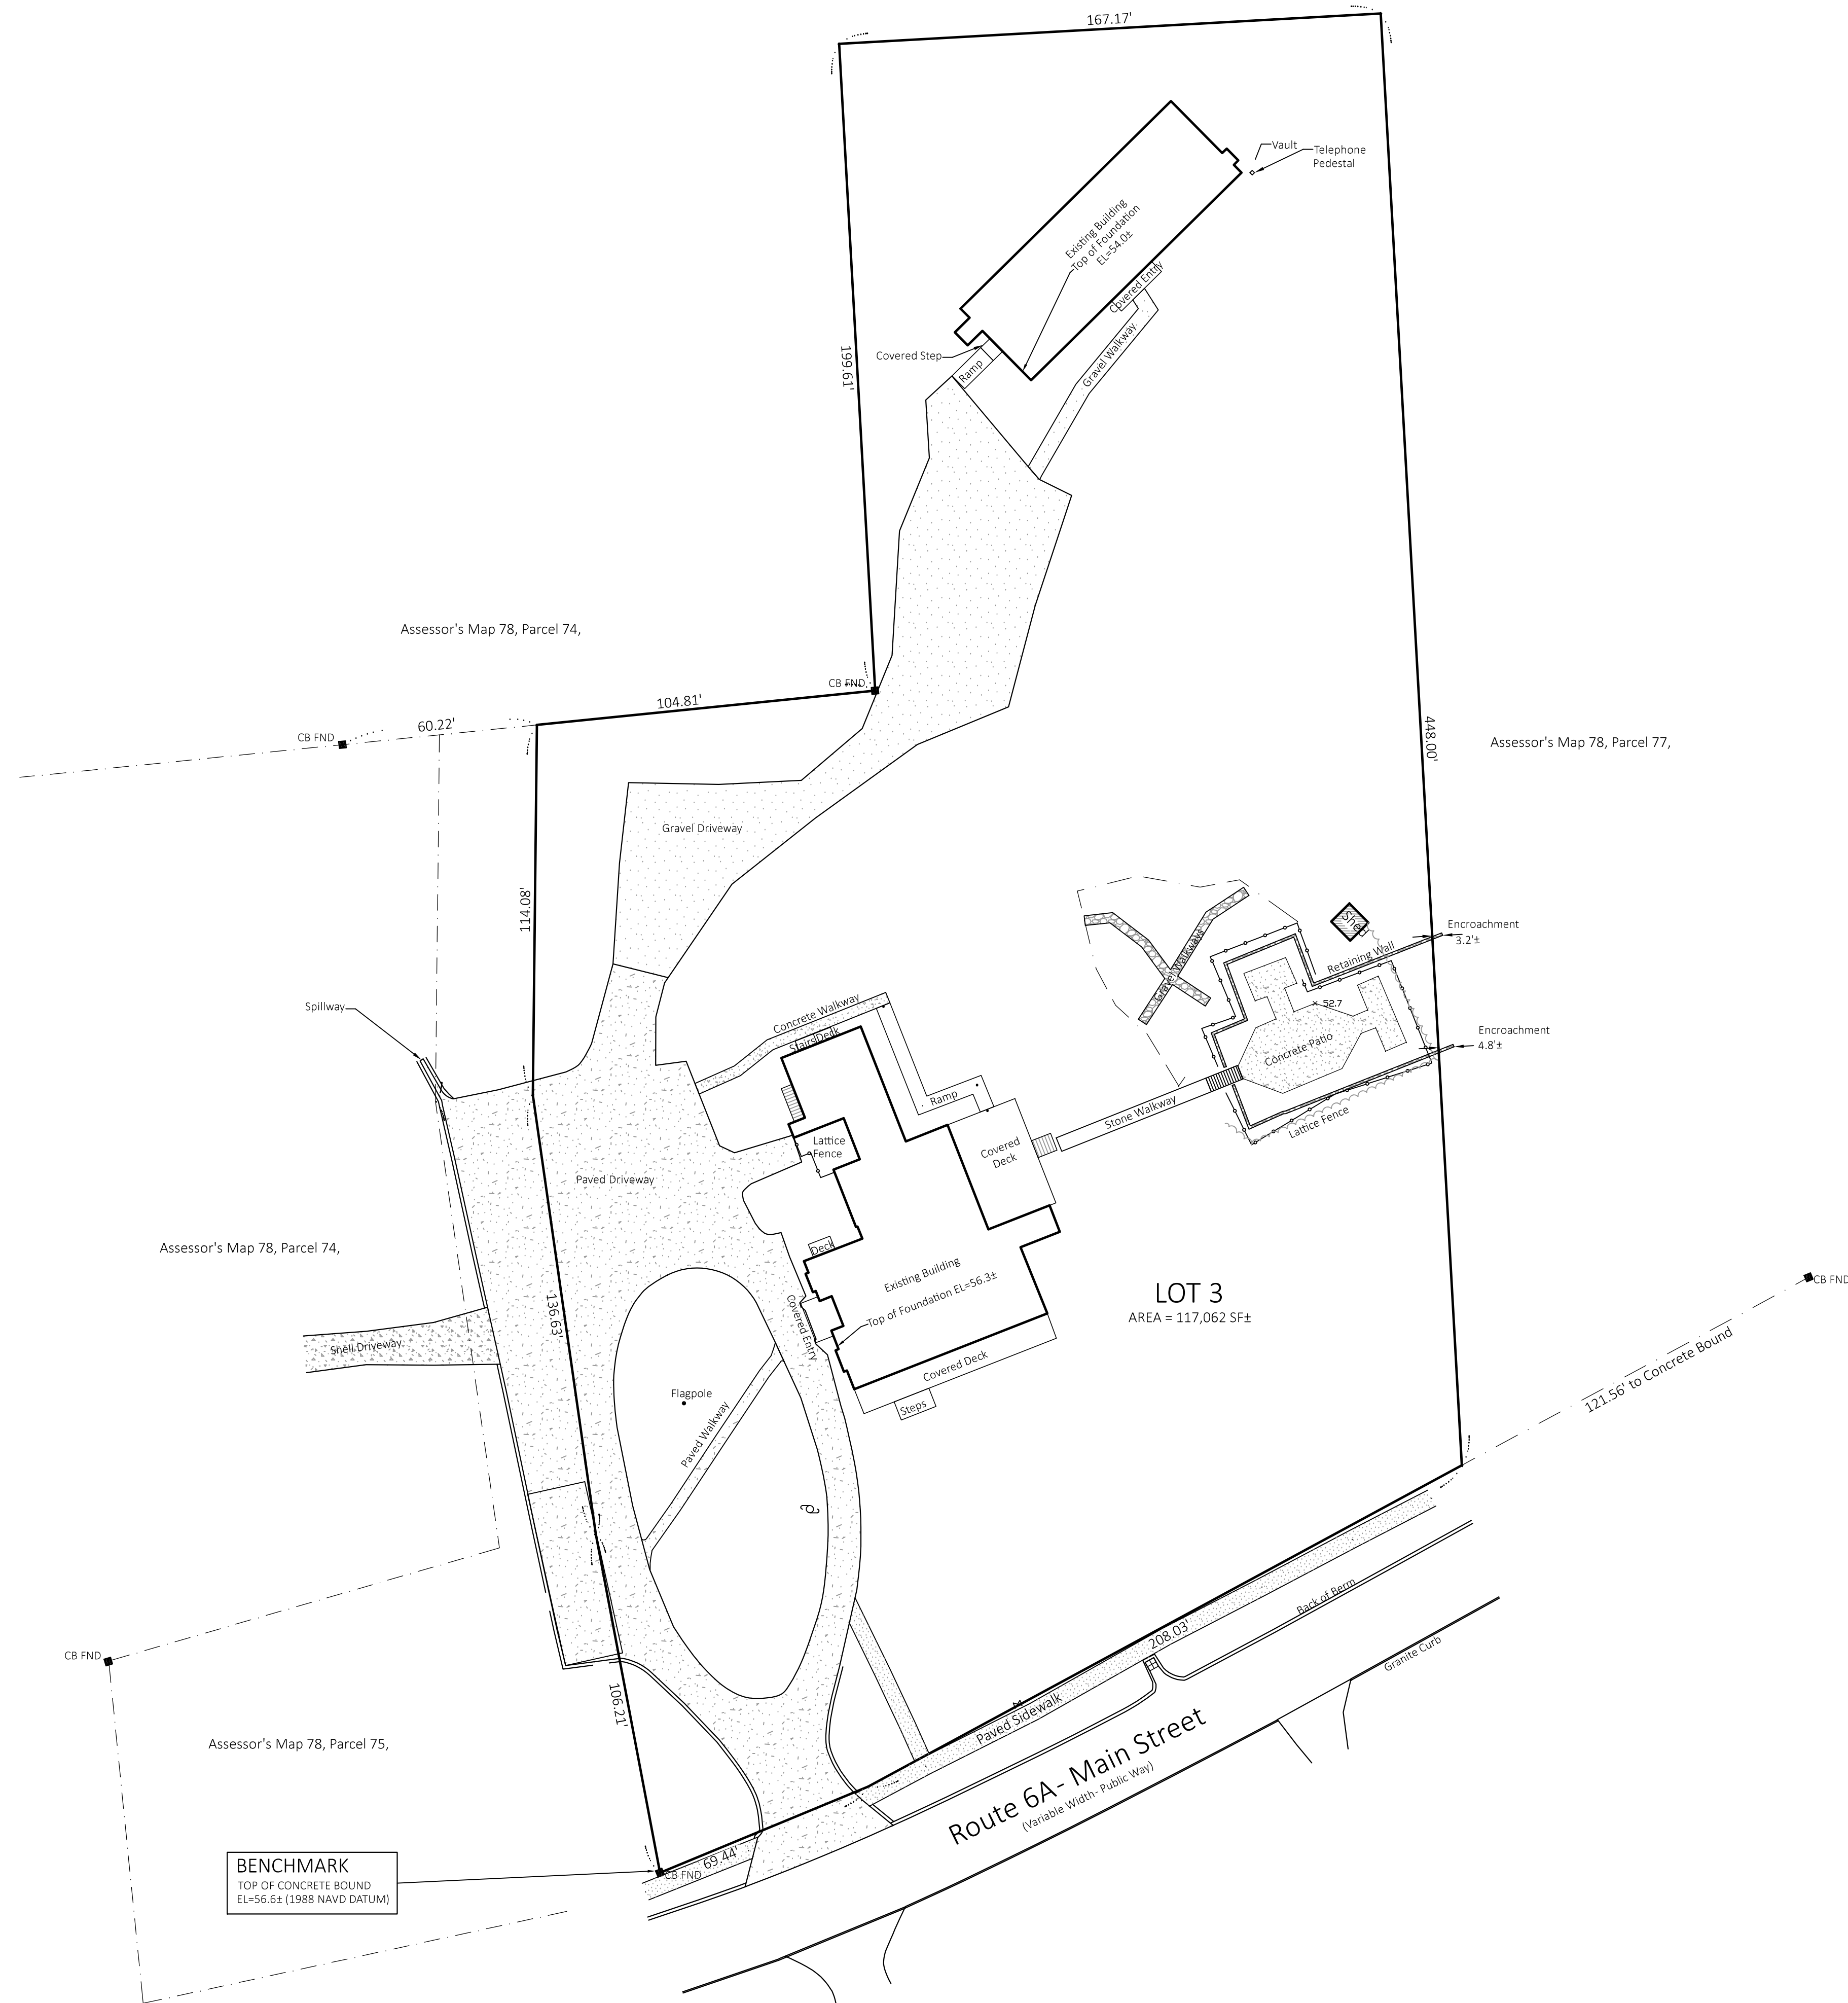 167.17'
Vault
Telephone
Pedestal
Existing Building
Top of Foundation
EL=54.0±
Covered Entry
Gravel Walkway
199.61'
Covered Step
Ramp
Assessor's Map 78, Parcel 74,
CB FND
104.81'
60.22'
CB FND
448.00'
Assessor's Map 78, Parcel 77,
Gravel Driveway
114.08'
Shed
Encroachment
3.2'±
Retaining Wall
Gravel Walkways
Spillway
52.7
Concrete Walkway
Stairs
Deck
Concrete Patio
Encroachment
4.8'±
Ramp
Stone Walkway
Lattice Fence
Lattice
Fence
Covered
Deck
Paved Driveway
Assessor's Map 78, Parcel 74,
Deck
Existing Building
Top of Foundation EL=56.3±
LOT 3
AREA = 117,062 SF±
CB FND
136.63'
Covered Entry
Shell Driveway
121.56' to Concrete Bound
Covered Deck
Flagpole
Steps
Paved Walkway
Back of Berm
208.03'
Granite Curb
CB FND
106.21'
Paved Sidewalk
Assessor's Map 78, Parcel 75,
Route 6A- Main Street
(Variable Width- Public Way)
69.44'
CB FND
BENCHMARK
TOP OF CONCRETE BOUND
EL=56.6± (1988 NAVD DATUM)